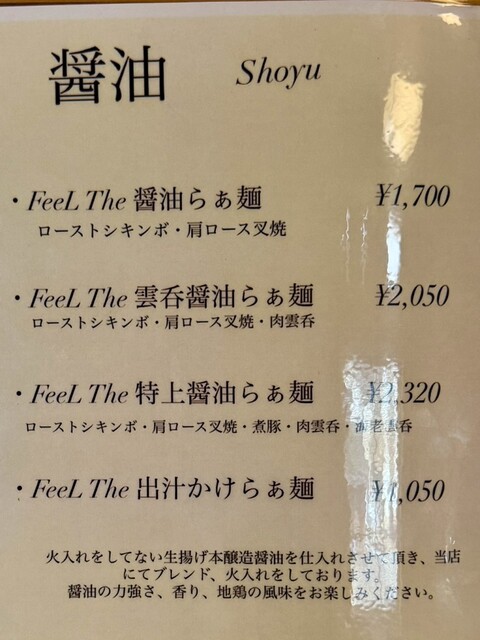 醤油 Shoyu
・FeeL The 醤油らぁ麺 ¥1,700
ローストシキンボ・肩ロース叉焼
・FeeL The 雲呑醤油らぁ麺 ¥2,050
ローストシキンボ・肩ロース叉焼・肉雲呑
・FeeL The 特上醤油らぁ麺 ¥2,320
ローストシキンボ・肩ロース叉焼・煮豚・肉雲呑・海老雲呑
・FeeL The 出汁かけらぁ麺 ¥1,050
火入れをしてない生揚げ本醸造醤油を仕入れさせて頂き、当店
にてブレンド、火入れをしております。
醤油の力強さ、香り、地鶏の風味をお楽しみください。